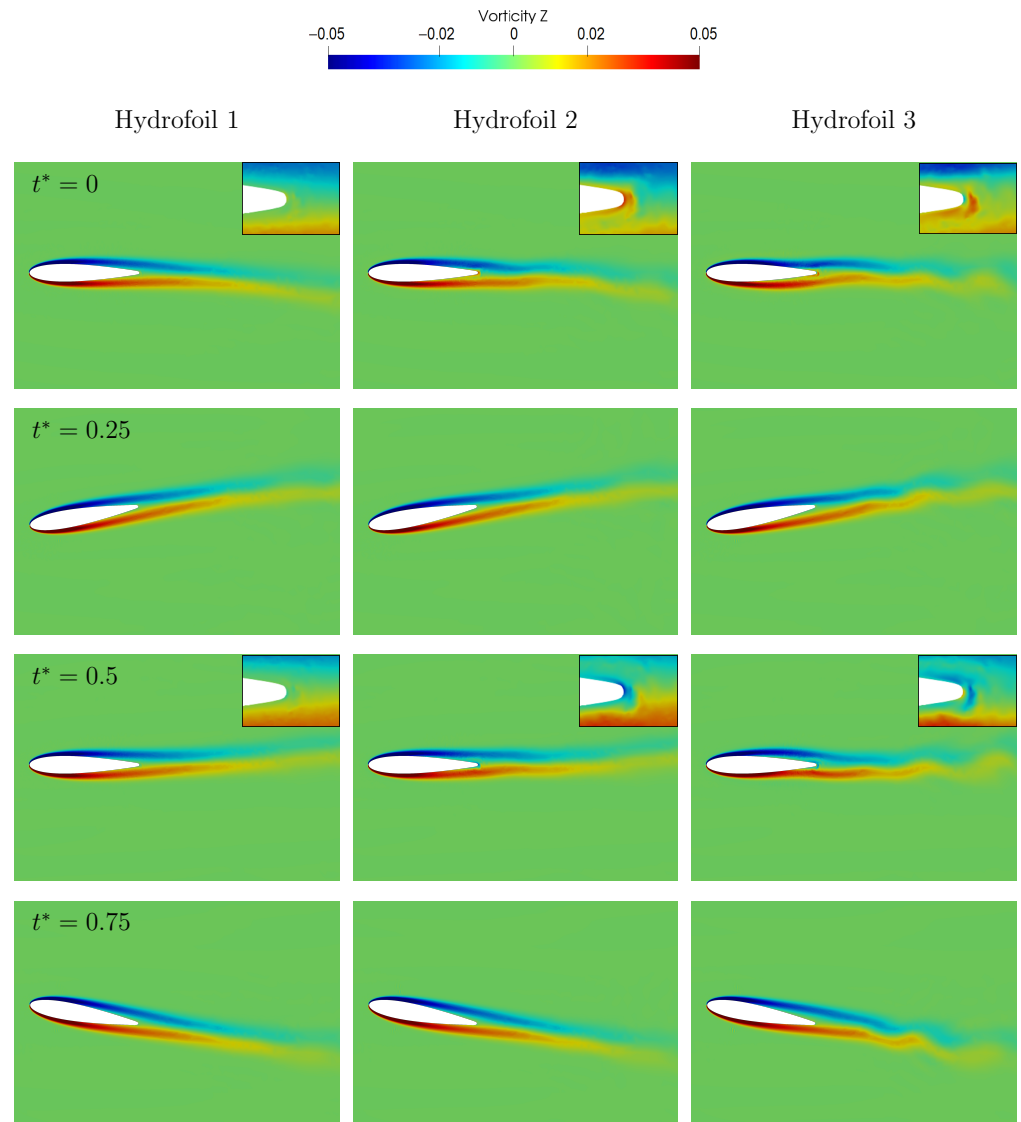 Vorticity Z
−0.05 −0.02 0 0.02 0.05
Hydrofoil 1 Hydrofoil 2 Hydrofoil 3
t* = 0
t* = 0.25
t* = 0.5
t* = 0.75